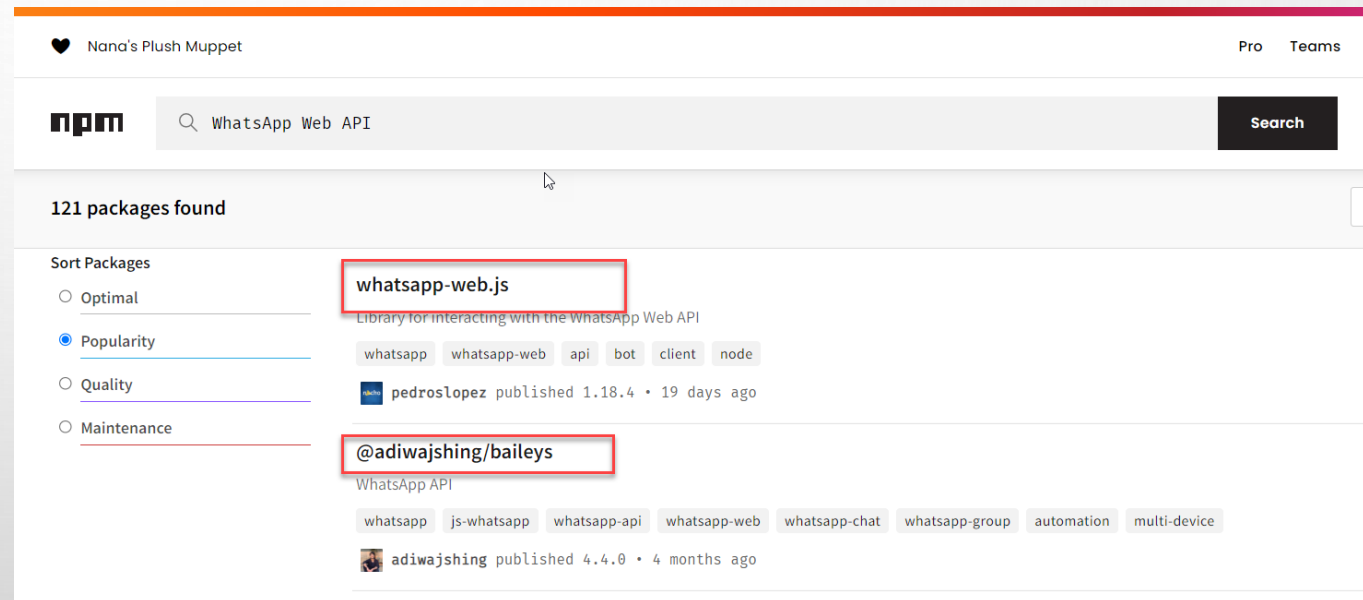 Nana's Plush Muppet
Pro Teams
npm
WhatsApp Web API
Search
121 packages found
Sort Packages
Optimal
Popularity
Quality
Maintenance
whatsapp-web.js
Library for interacting with the WhatsApp Web API
whatsapp whatsapp-web api bot client node
pedroslopez published 1.18.4 • 19 days ago
@adiwajshing/baileys
WhatsApp API
whatsapp js-whatsapp whatsapp-api whatsapp-web whatsapp-chat whatsapp-group automation multi-device
adiwajshing published 4.4.0 • 4 months ago